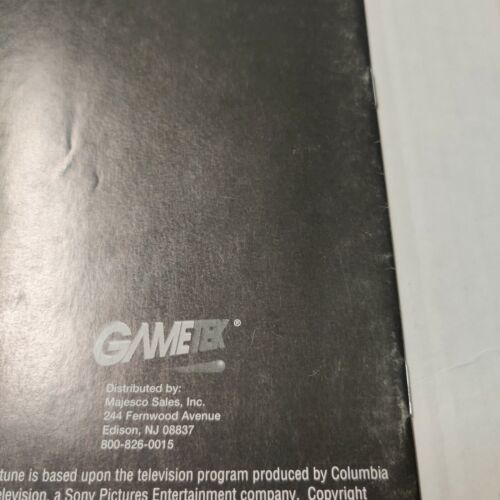 GAMETEK®
Distributed by:
Majesco Sales, Inc.
244 Fernwood Avenue
Edison, NJ 08837
800-826-0015
tune is based upon the television program produced by Columbia
elevision, a Sony Pictures Entertainment company. Copyright